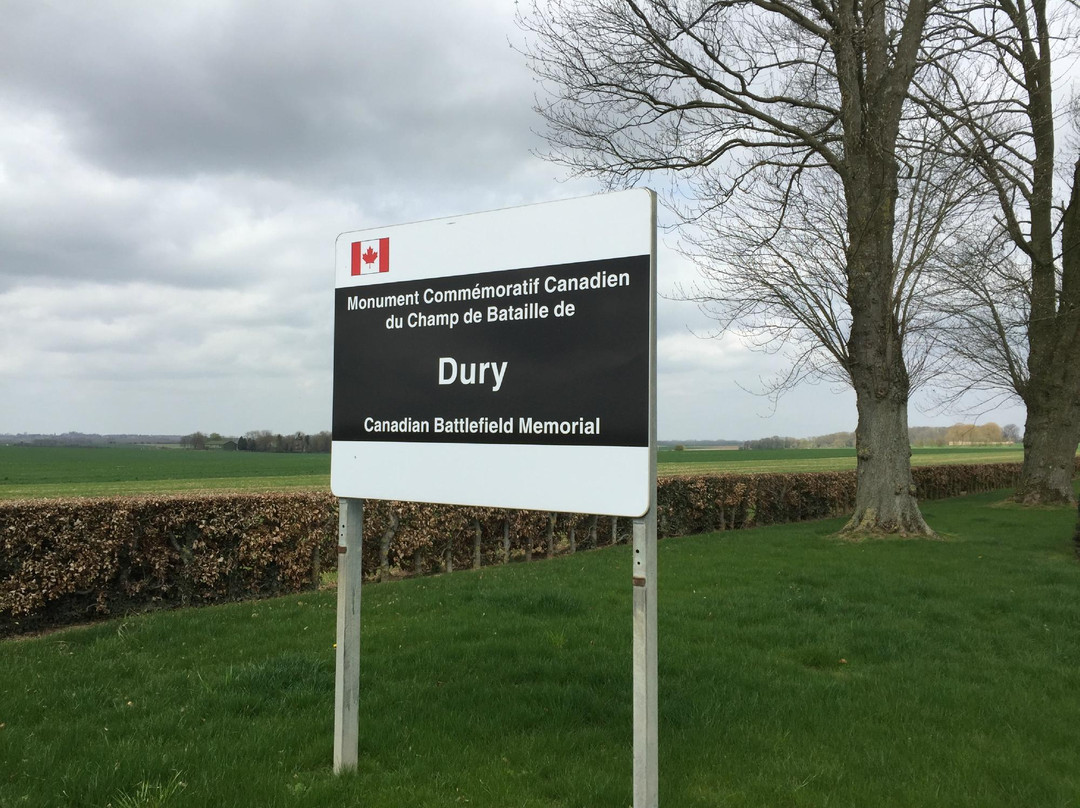 Monument Commémoratif Canadien
du Champ de Bataille de
Dury
Canadian Battlefield Memorial